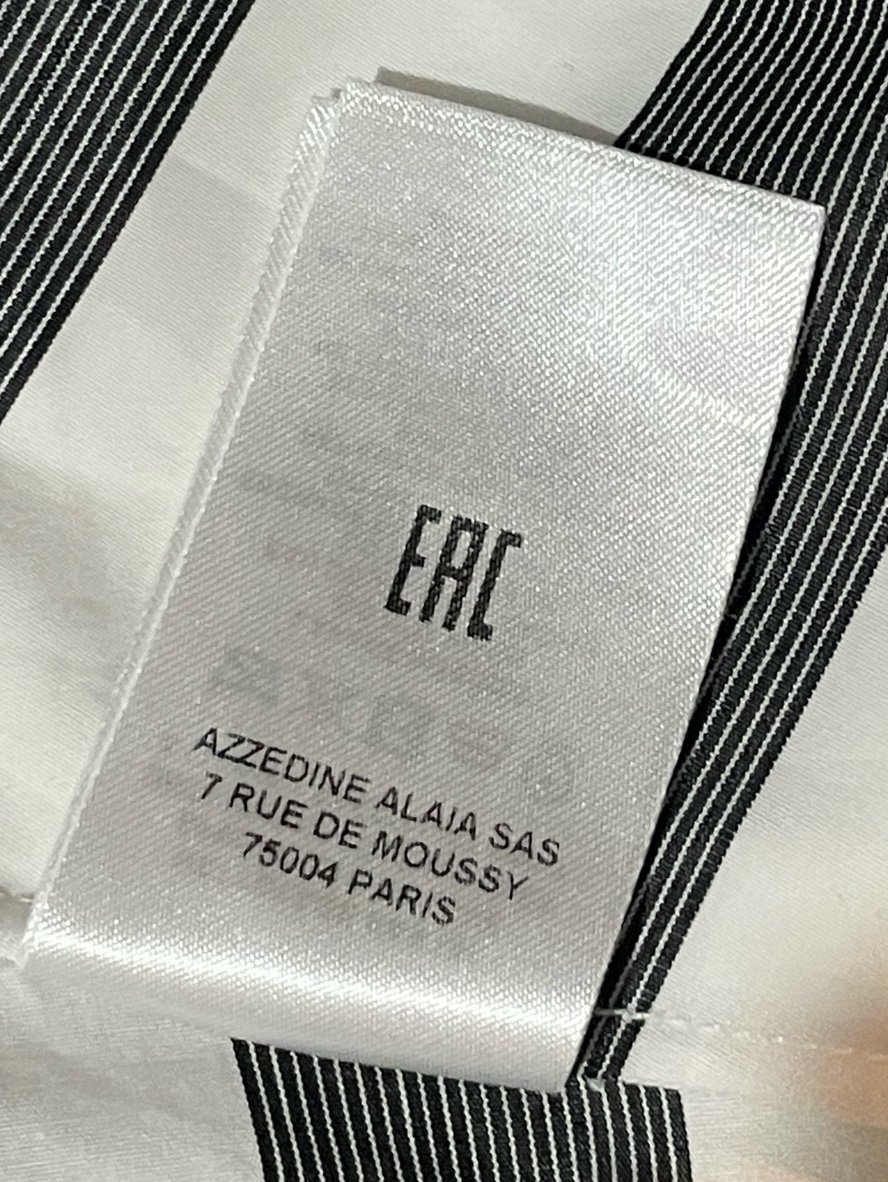 EAC
AZZEDINE ALAIA SAS
7 RUE DE MOUSSY
75004 PARIS